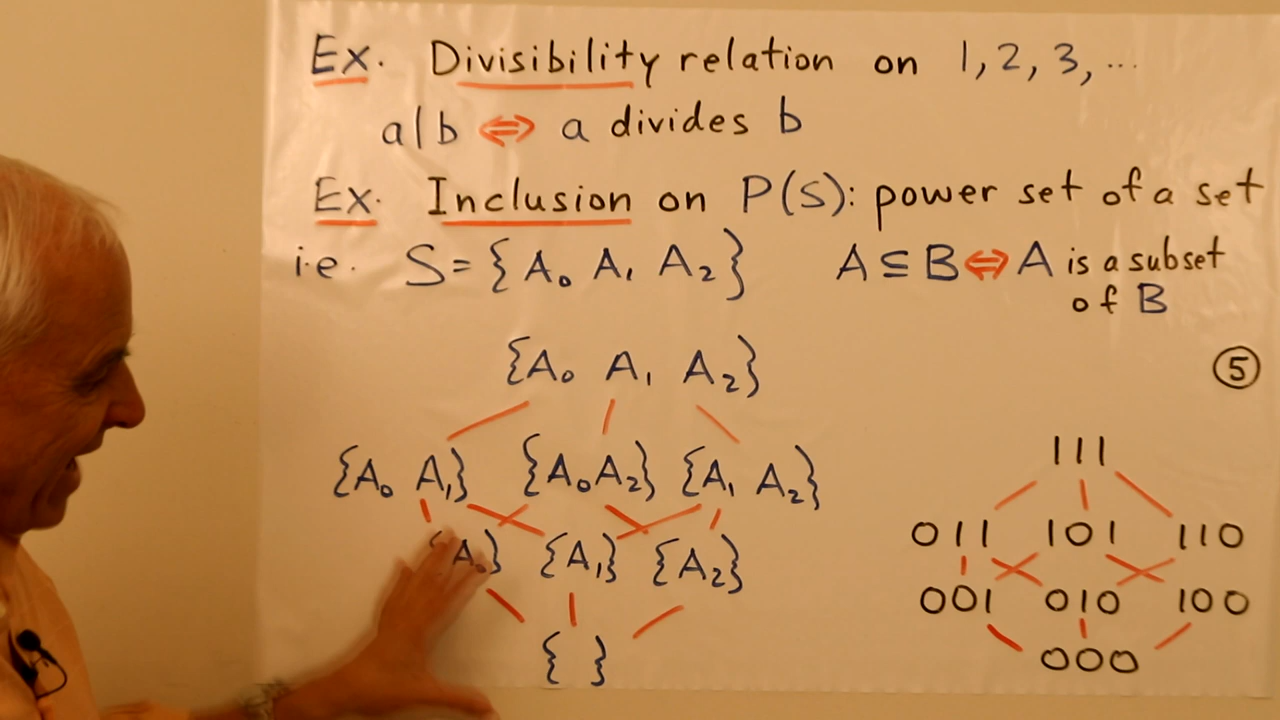 Ex. Divisibility relation on 1, 2, 3, ...
a|b ⇔ a divides b
Ex. Inclusion on P(S): power set of a set
i.e. S = { A₀ A₁ A₂ } A ⊆ B ⇔ A is a subset
of B
{A₀ A₁ A₂}
5
{A₀ A₁} {A₀ A₂} {A₁ A₂}
{A₀} {A₁} {A₂}
{ }
111
011 101 110
001 010 100
000